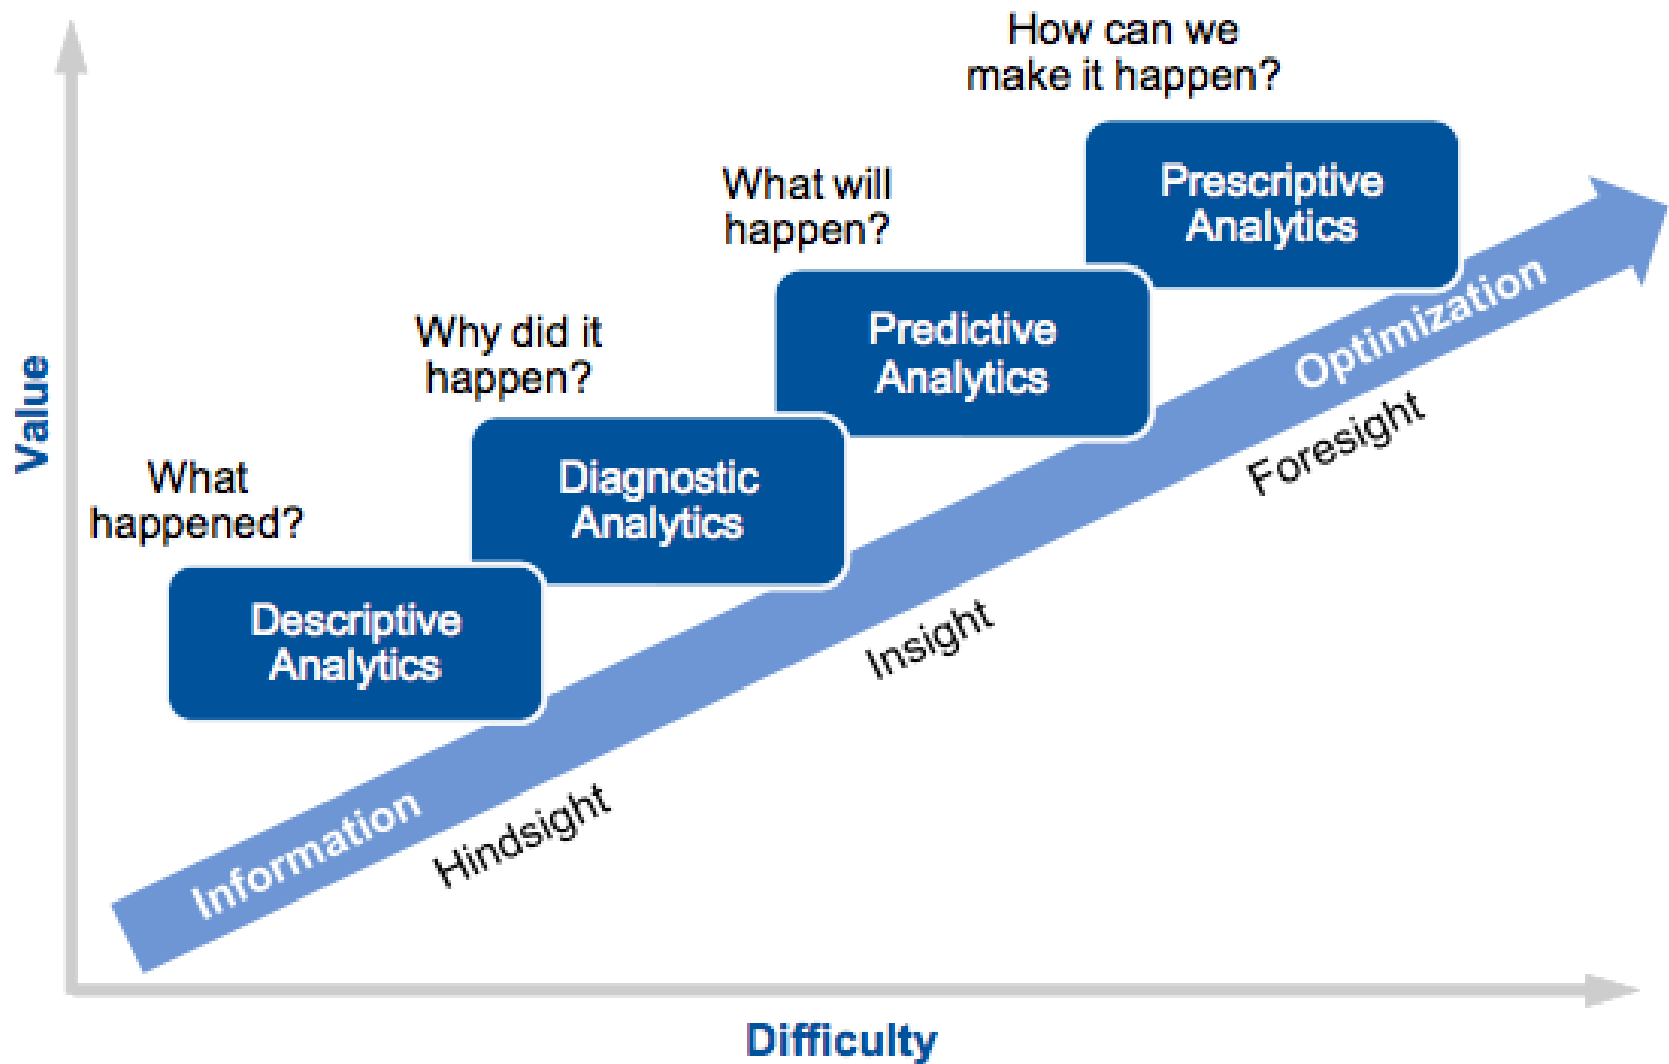 How can we
make it happen?
Prescriptive
Analytics
What will
happen?
Predictive
Analytics
Optimization
Foresight
Why did it
happen?
Diagnostic
Analytics
Insight
What
happened?
Descriptive
Analytics
Information
Hindsight
Value
Difficulty